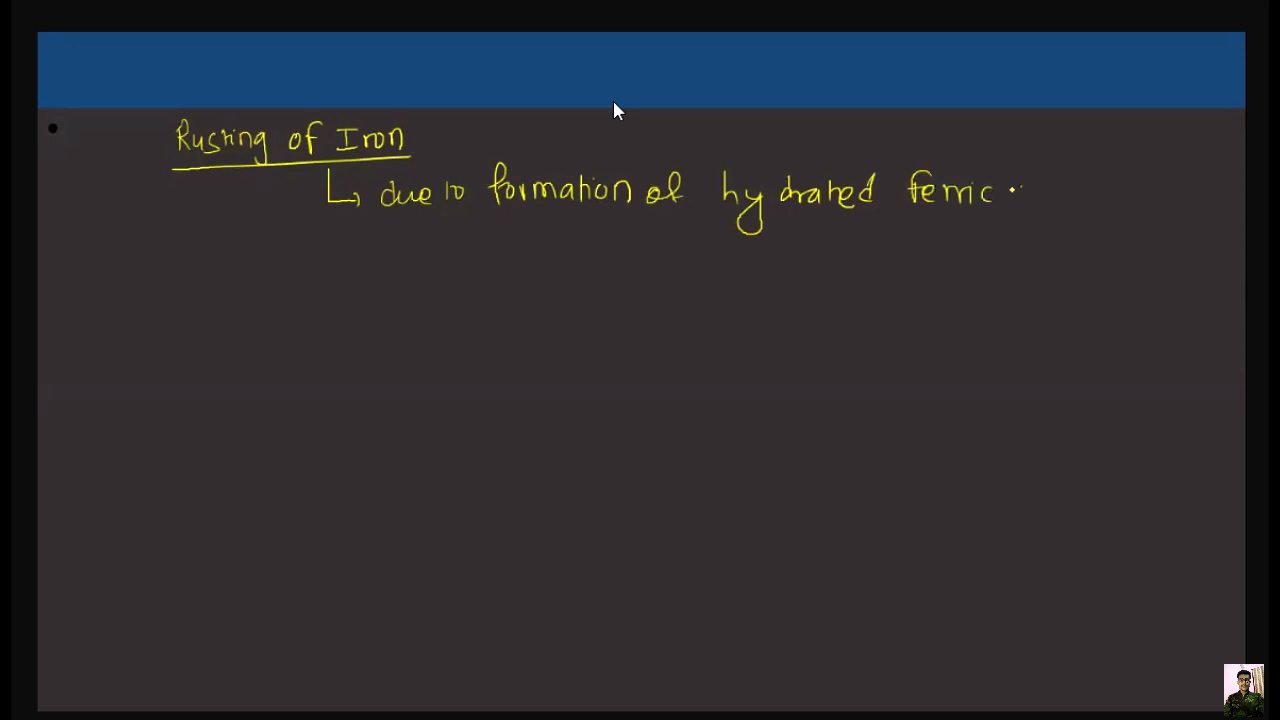 Rusting of Iron
↳ due to formation of hydrated ferric